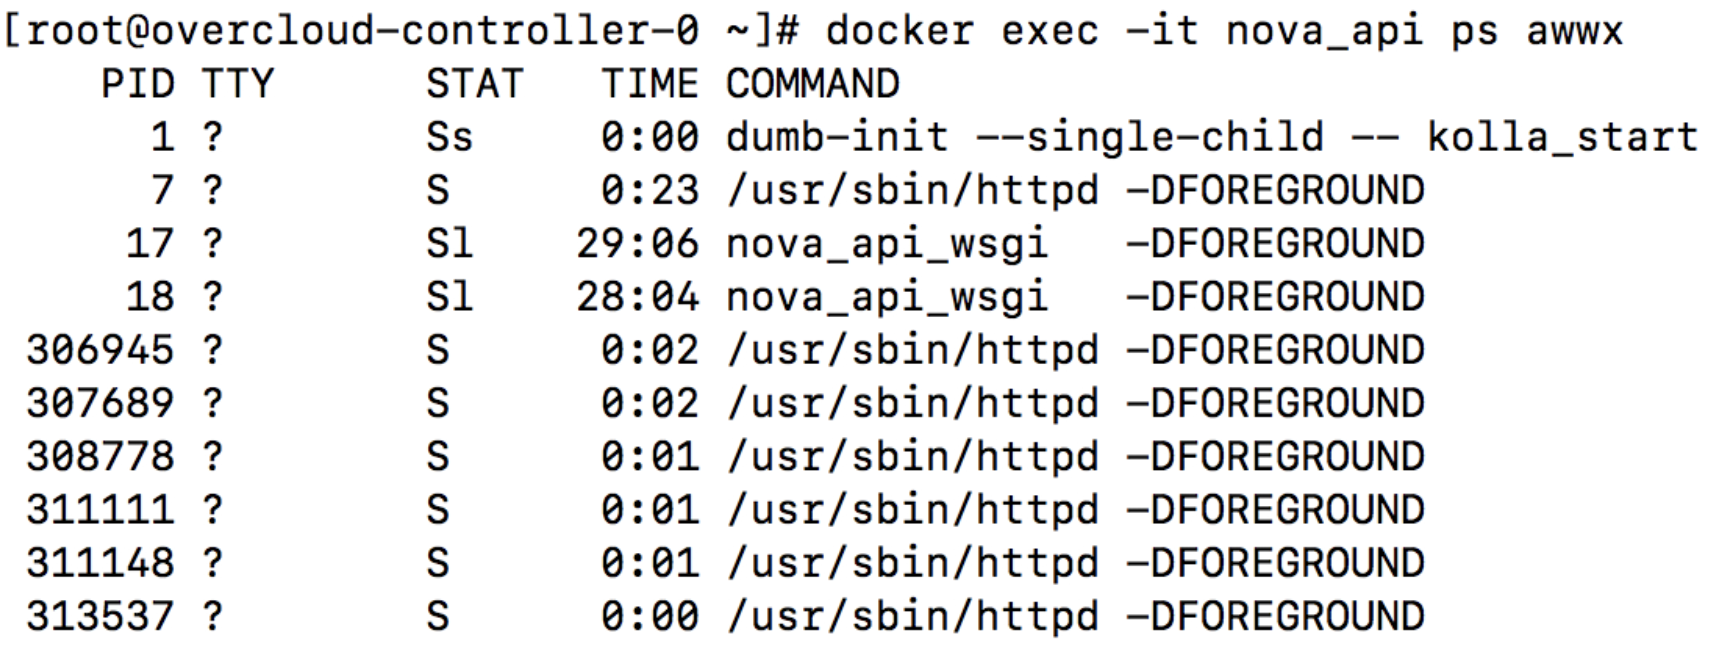 [root@overcloud-controller-0 ~]# docker exec -it nova_api ps awwx
PID TTY STAT TIME COMMAND
1 ? Ss 0:00 dumb-init --single-child -- kolla_start
7 ? S 0:23 /usr/sbin/httpd -DFOREGROUND
17 ? Sl 29:06 nova_api_wsgi -DFOREGROUND
18 ? Sl 28:04 nova_api_wsgi -DFOREGROUND
306945 ? S 0:02 /usr/sbin/httpd -DFOREGROUND
307689 ? S 0:02 /usr/sbin/httpd -DFOREGROUND
308778 ? S 0:01 /usr/sbin/httpd -DFOREGROUND
311111 ? S 0:01 /usr/sbin/httpd -DFOREGROUND
311148 ? S 0:01 /usr/sbin/httpd -DFOREGROUND
313537 ? S 0:00 /usr/sbin/httpd -DFOREGROUND